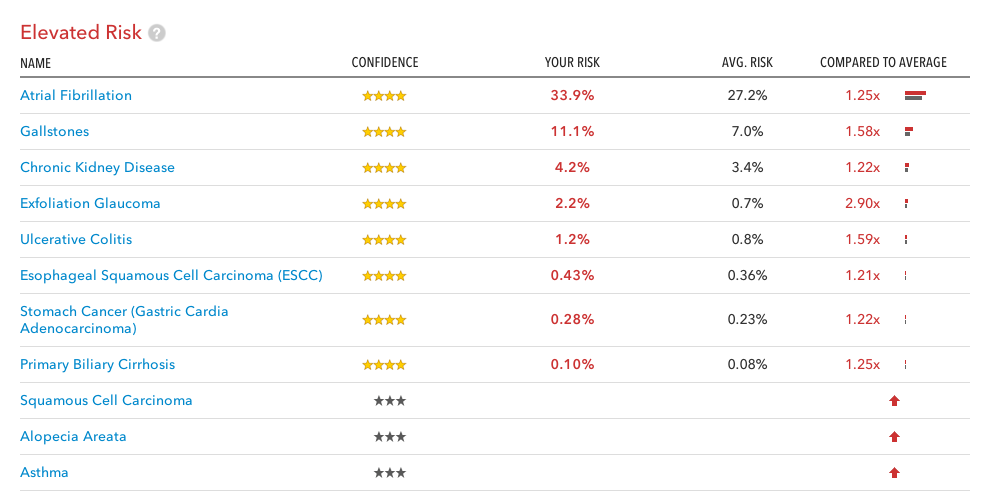 Elevated Risk ?
NAME CONFIDENCE YOUR RISK AVG. RISK COMPARED TO AVERAGE
Atrial Fibrillation 33.9% 27.2% 1.25x
Gallstones 11.1% 7.0% 1.58x
Chronic Kidney Disease 4.2% 3.4% 1.22x
Exfoliation Glaucoma 2.2% 0.7% 2.90x
Ulcerative Colitis 1.2% 0.8% 1.59x
Esophageal Squamous Cell Carcinoma (ESCC) 0.43% 0.36% 1.21x
Stomach Cancer (Gastric Cardia
Adenocarcinoma) 0.28% 0.23% 1.22x
Primary Biliary Cirrhosis 0.10% 0.08% 1.25x
Squamous Cell Carcinoma
Alopecia Areata
Asthma